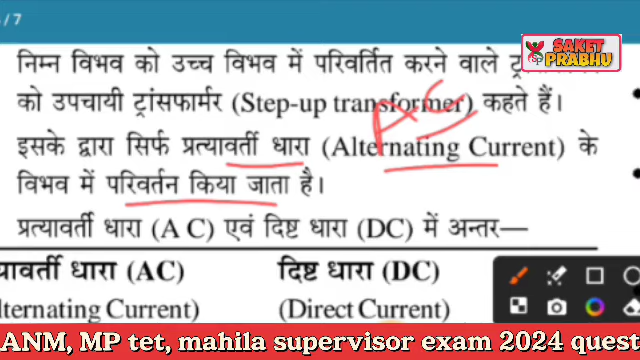 /7
SAKET
PRABHU
निम्न विभव को उच्च विभव में परिवर्तित करने वाले
को उपचायी ट्रांसफार्मर (Step-up transformer) कहते हैं।
AC
इसके द्वारा सिर्फ प्रत्यावर्ती धारा (Alternating Current) के
विभव में परिवर्तन किया जाता है।
प्रत्यावर्ती धारा (A C) एवं दिष्ट धारा (DC) में अन्तर—
यावर्ती धारा (AC) दिष्ट धारा (DC)
lternating Current) (Direct Current)
ANM, MP tet, mahila supervisor exam 2024 quest